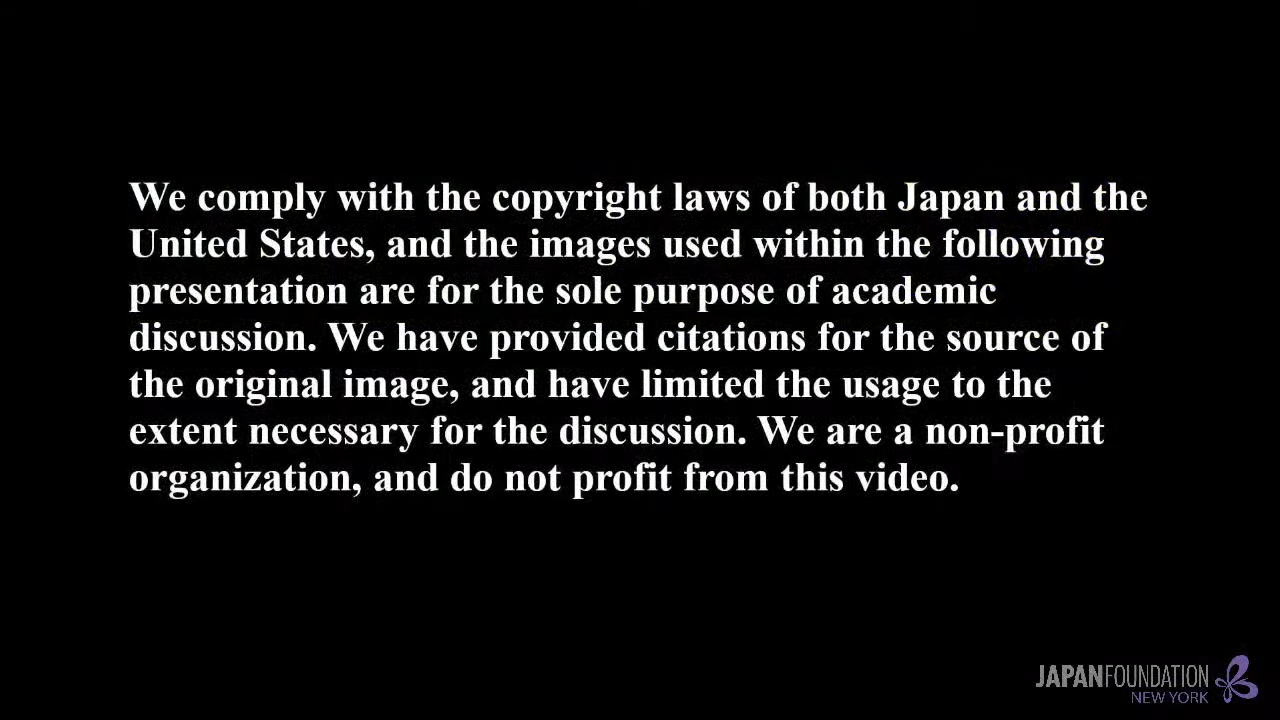 We comply with the copyright laws of both Japan and the
United States, and the images used within the following
presentation are for the sole purpose of academic
discussion. We have provided citations for the source of
the original image, and have limited the usage to the
extent necessary for the discussion. We are a non-profit
organization, and do not profit from this video.
JAPANFOUNDATION
NEW YORK